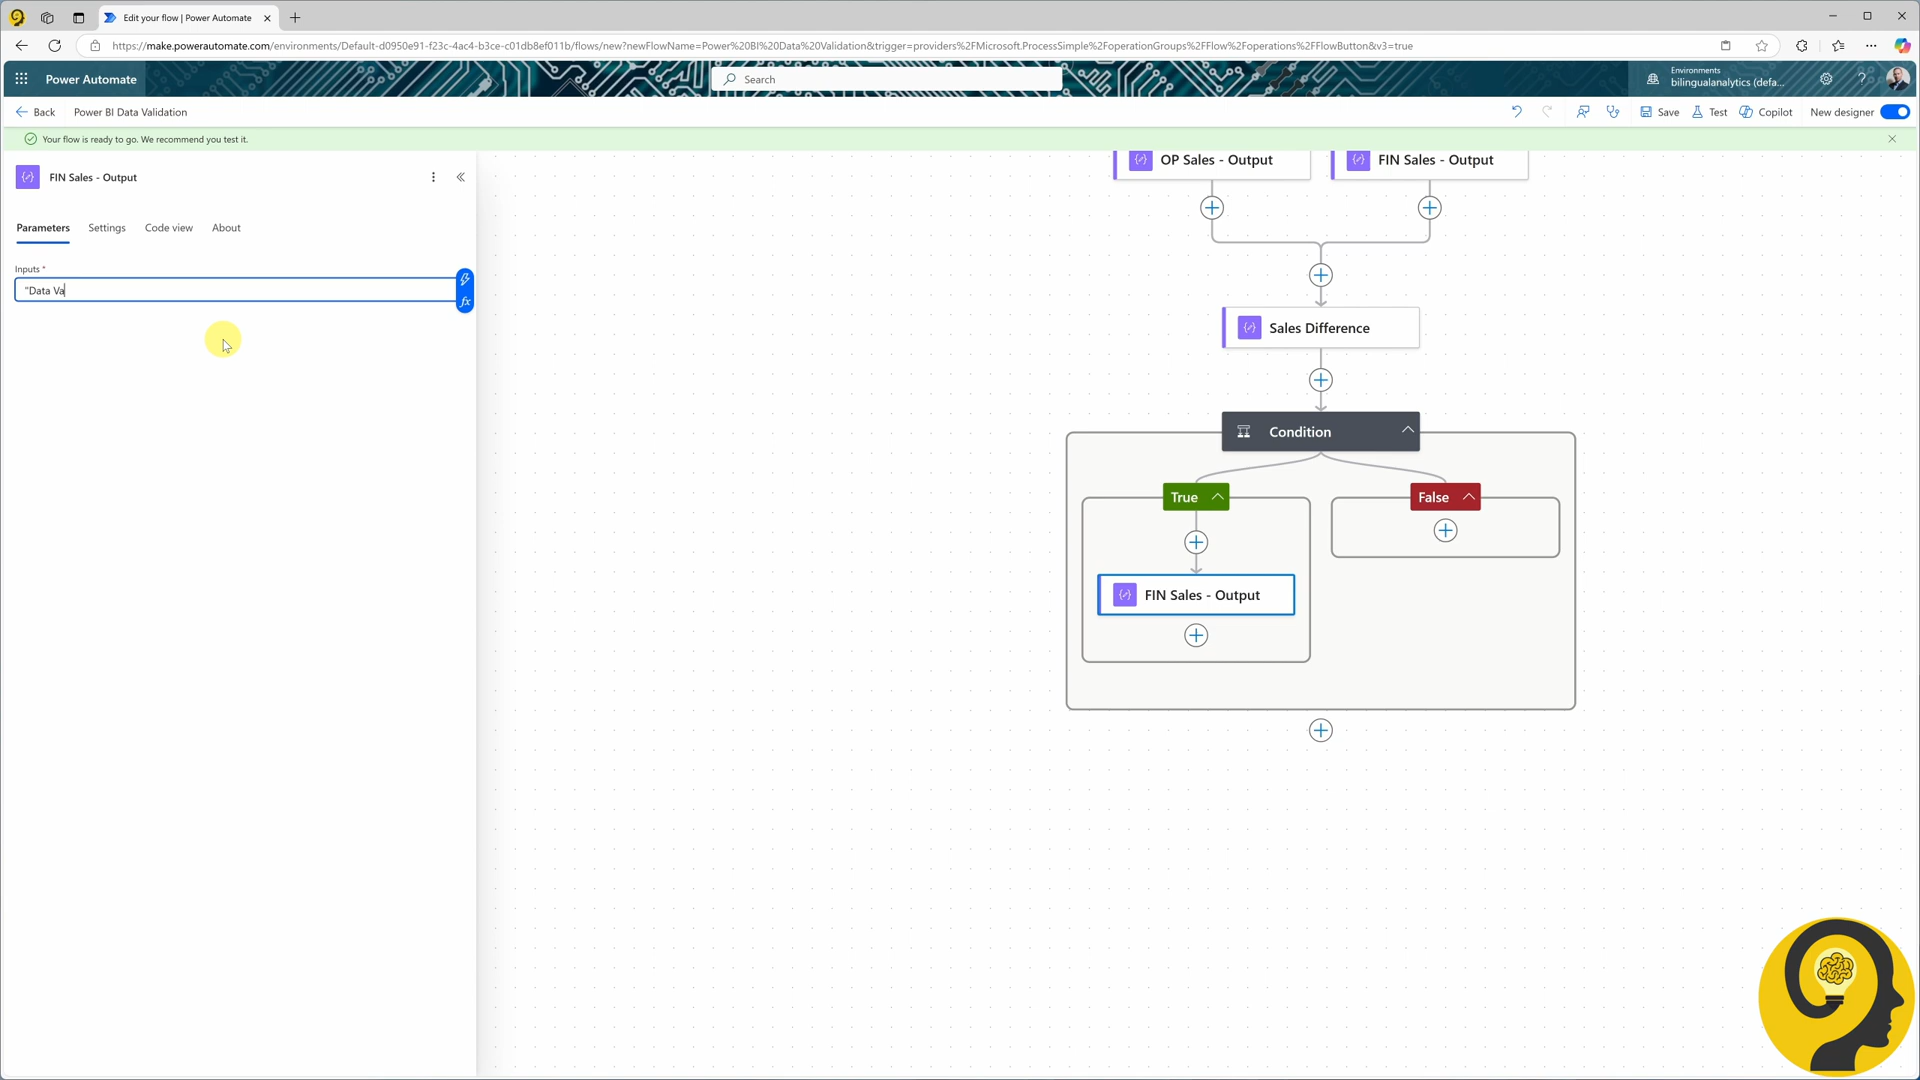 Edit your flow | Power Automate
https://make.powerautomate.com/environments/Default-d0950e91-f23c-4ac4-b3ce-c01db8ef011b/flows/new?newFlowName=Power%20BI%20Data%20Validation&trigger=providers%2FMicrosoft.ProcessSimple%2FoperationGroups%2FFlow%2Foperations%2FFlowButton&v3=true
Power Automate
Search
Environments
bilingualanalytics (defa...
Back
Power BI Data Validation
Save
Test
Copilot
New designer
Your flow is ready to go. We recommend you test it.
FIN Sales - Output
Parameters
Settings
Code view
About
Inputs *
"Data Va
fx
OP Sales - Output
FIN Sales - Output
Sales Difference
Condition
True
False
FIN Sales - Output